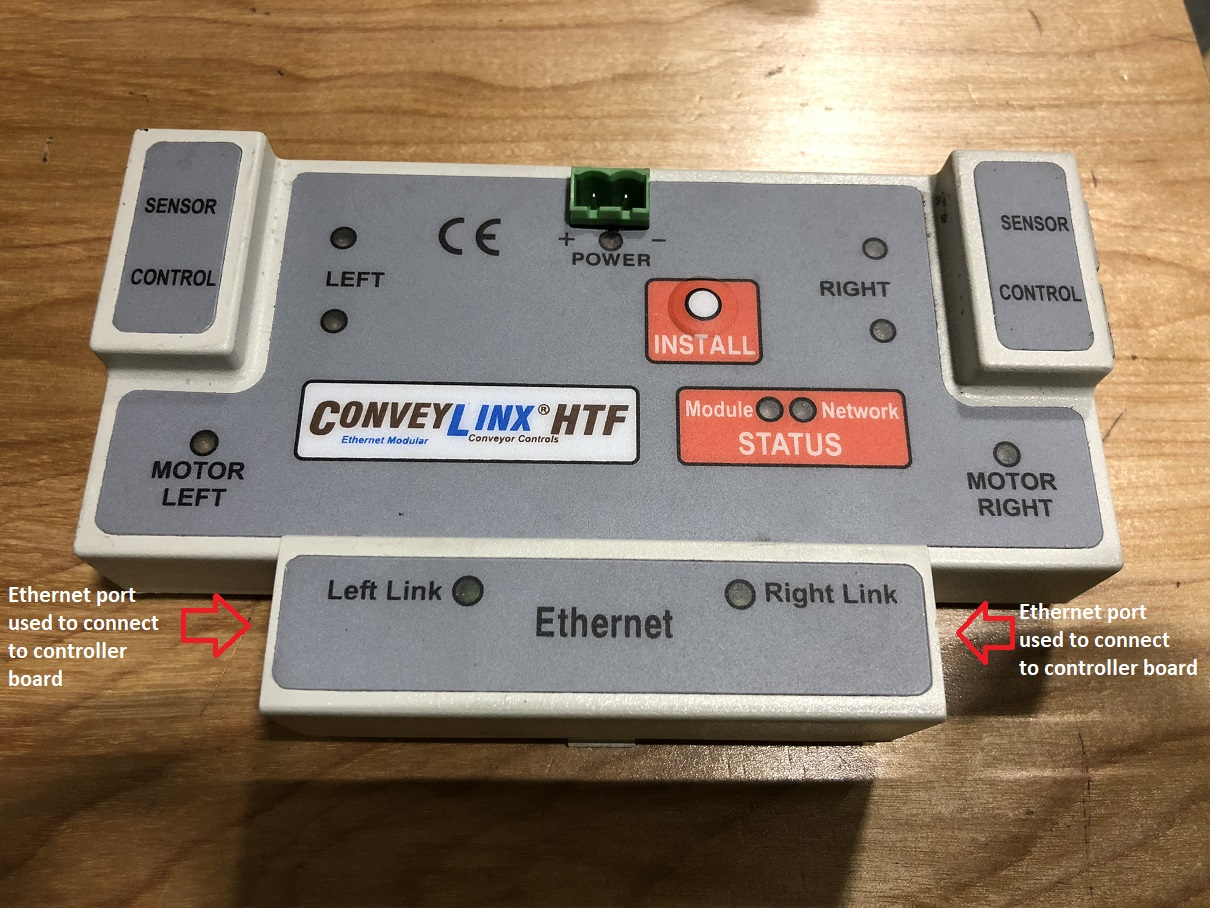 SENSOR
CONTROL
LEFT
CE
+ −
POWER
INSTALL
RIGHT
SENSOR
CONTROL
CONVEYLINX® HTF
Ethernet Modular Conveyor Controls
Module Network
STATUS
MOTOR
LEFT
MOTOR
RIGHT
Left Link
Right Link
Ethernet
Ethernet port
used to connect
to controller
board
Ethernet port
used to connect
to controller board